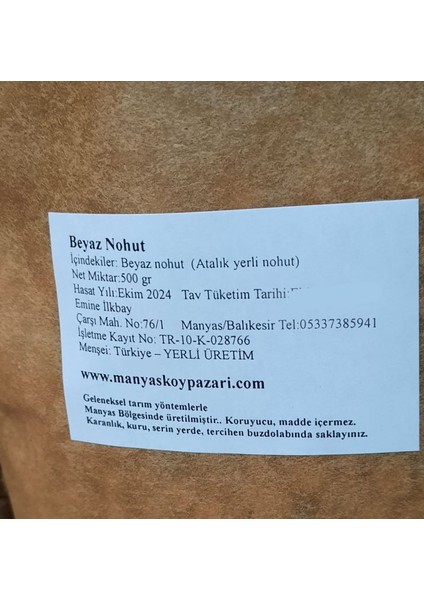 Beyaz Nohut
İçindekiler: Beyaz nohut (Atalık yerli nohut)
Net Miktar:500 gr
Hasat Yılı:Ekim 2024 Tav Tüketim Tarihi:
Emine İlkbay
Çarşı Mah. No:76/1 Manyas/Balıkesir Tel:05337385941
İşletme Kayıt No: TR-10-K-028766
Menşei: Türkiye – YERLİ ÜRETİM
www.manyaskoypazari.com
Geleneksel tarım yöntemlerle
Manyas Bölgesinde üretilmiştir.. Koruyucu, madde içermez.
Karanlık, kuru, serin yerde, tercihen buzdolabında saklayınız.